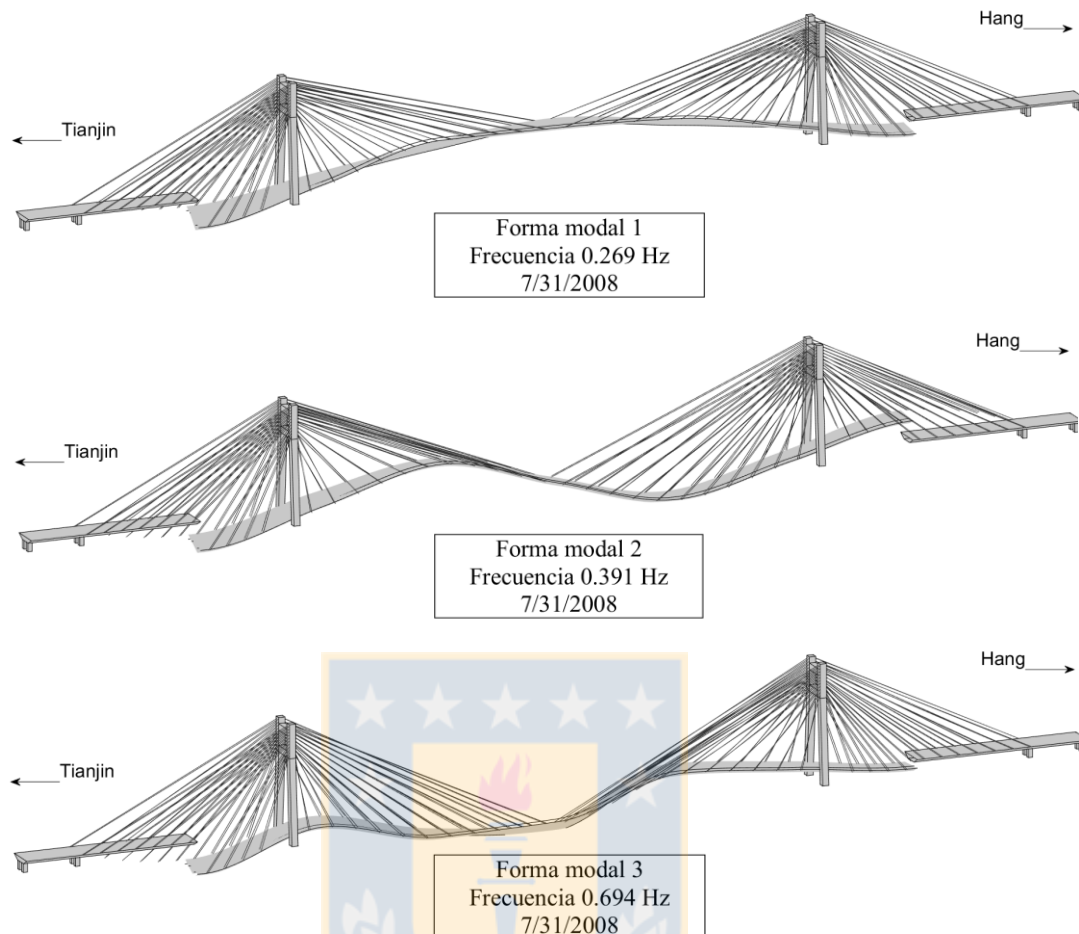 Hang
Tianjin
Forma modal 1
Frecuencia 0.269 Hz
7/31/2008
Hang
Tianjin
Forma modal 2
Frecuencia 0.391 Hz
7/31/2008
Hang
Tianjin
Forma modal 3
Frecuencia 0.694 Hz
7/31/2008